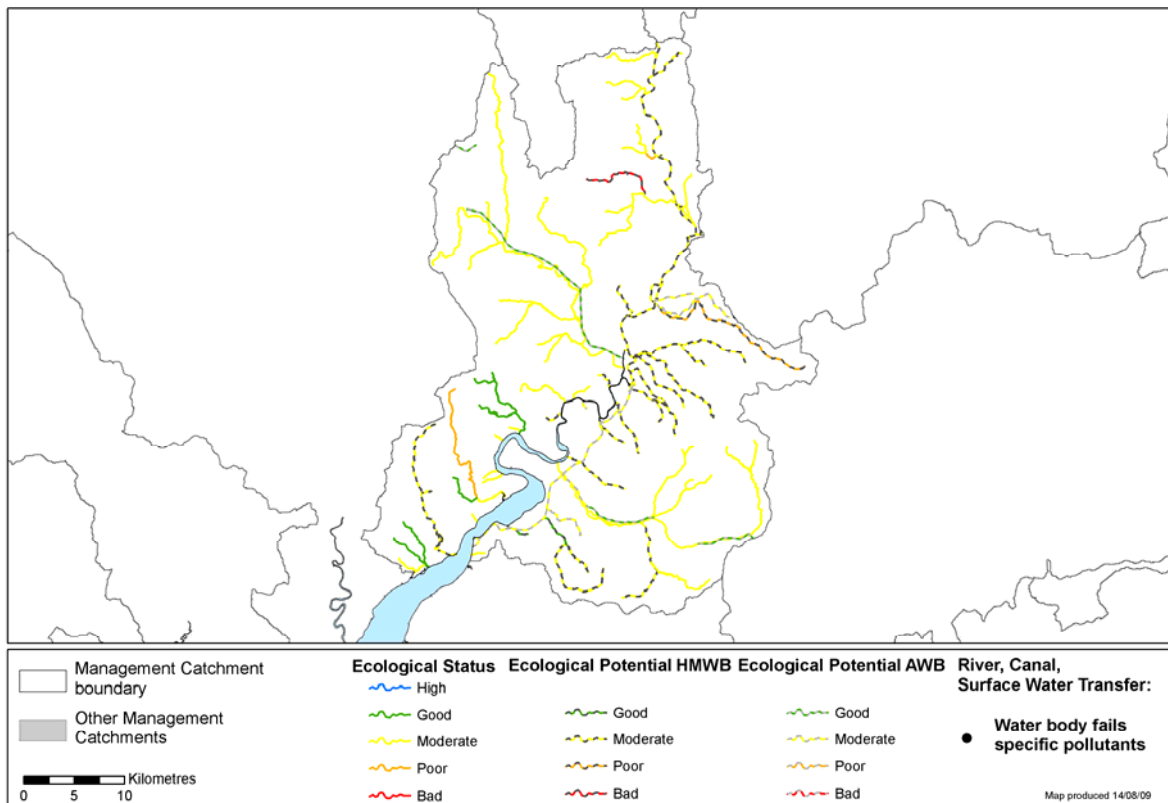 Management Catchment
boundary
Other Management
Catchments
Kilometres
0 5 10
Ecological Status
High
Good
Moderate
Poor
Bad
Ecological Potential HMWB
Good
Moderate
Poor
Bad
Ecological Potential AWB
Good
Moderate
Poor
Bad
River, Canal,
Surface Water Transfer:
Water body fails
specific pollutants
Map produced 14/08/09